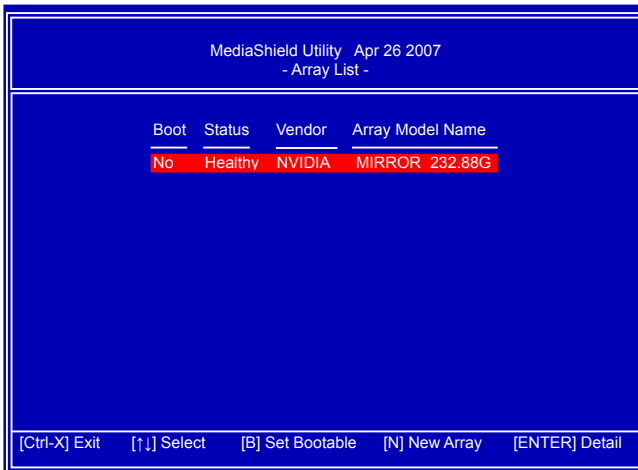 MediaShield Utility Apr 26 2007
- Array List -
Boot Status Vendor Array Model Name
No Healthy NVIDIA MIRROR 232.88G
[Ctrl-X] Exit [↑↓] Select [B] Set Bootable [N] New Array [ENTER] Detail